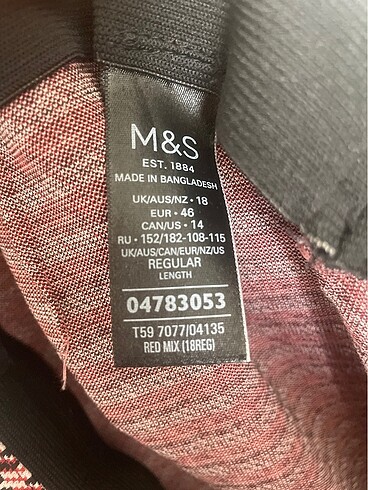 M&S
EST. 1884
MADE IN BANGLADESH
UK/AUS/NZ • 18
EUR • 46
CAN/US • 14
RU • 152/182-108-115
UK/AUS/CAN/EUR/NZ/US
REGULAR
LENGTH
04783053
T59 7077/04135
RED MIX (18REG)